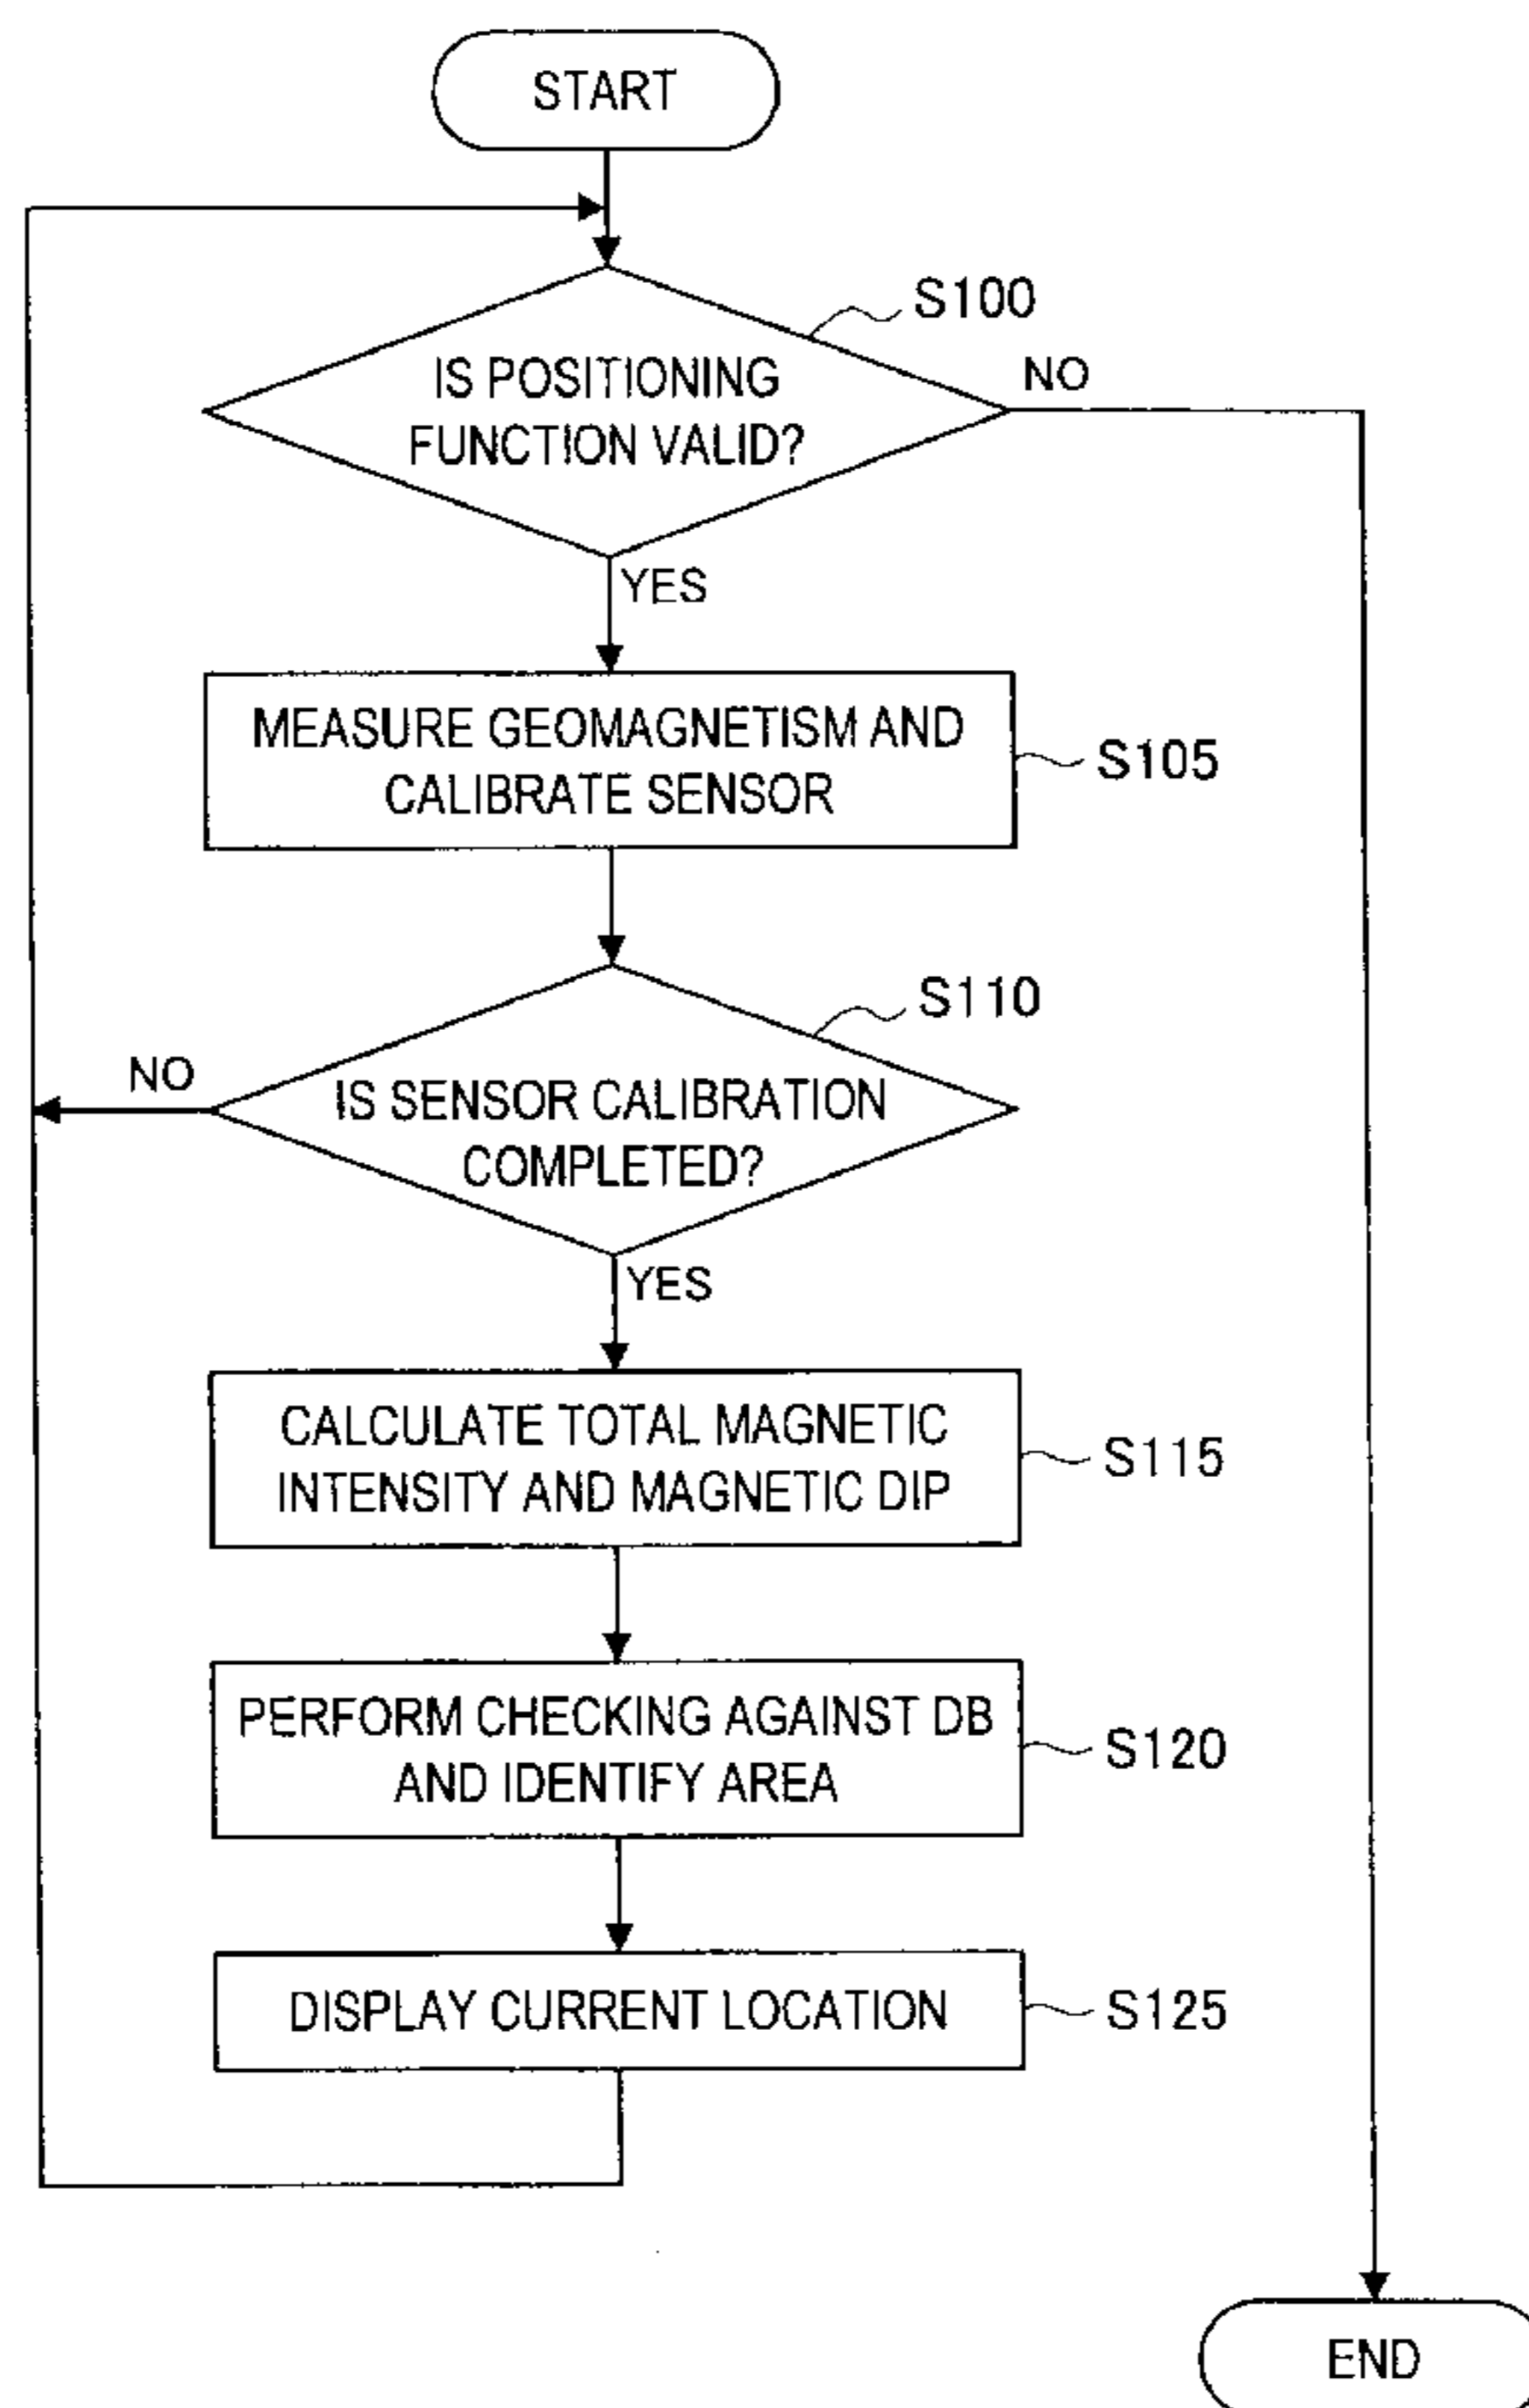 START
S100
IS POSITIONING
FUNCTION VALID?
NO
YES
MEASURE GEOMAGNETISM AND
CALIBRATE SENSOR
S105
S110
NO
IS SENSOR CALIBRATION
COMPLETED?
YES
CALCULATE TOTAL MAGNETIC
INTENSITY AND MAGNETIC DIP
S115
PERFORM CHECKING AGAINST DB
AND IDENTIFY AREA
S120
DISPLAY CURRENT LOCATION
S125
END